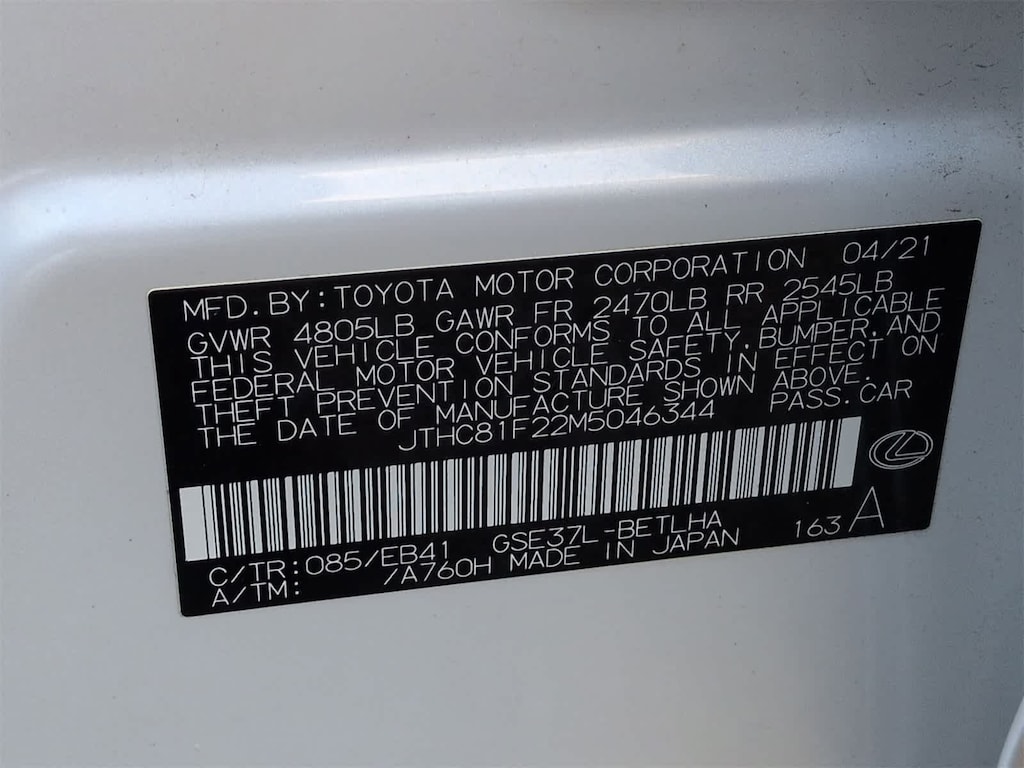 MFD. BY: TOYOTA MOTOR CORPORATION 04/21
GVWR 4805LB GAWR FR 2470LB RR 2545LB
THIS VEHICLE CONFORMS TO ALL APPLICABLE
FEDERAL MOTOR VEHICLE SAFETY, BUMPER, AND
THEFT PREVENTION STANDARDS IN EFFECT ON
THE DATE OF MANUFACTURE SHOWN ABOVE.
JTHC81F22M5046344 PASS. CAR
C/TR: 085/EB41 GSE37L-BETLHA 163 A
A/TM: /A760H MADE IN JAPAN